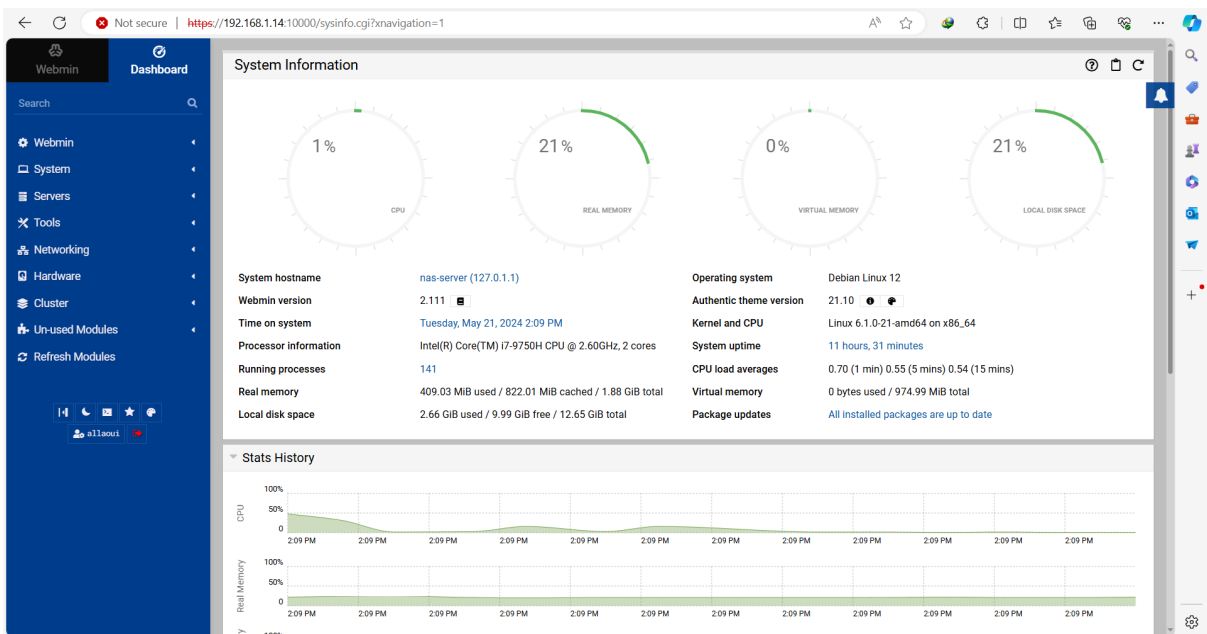 Not secure | https://192.168.1.14:10000/sysinfo.cgi?xnavigation=1
Webmin
Dashboard
Search
Webmin
System
Servers
Tools
Networking
Hardware
Cluster
Un-used Modules
Refresh Modules
allaoui
System Information
1%
CPU
21%
REAL MEMORY
0%
VIRTUAL MEMORY
21%
LOCAL DISK SPACE
System hostname nas-server (127.0.1.1) Operating system Debian Linux 12
Webmin version 2.111 Authentic theme version 21.10
Time on system Tuesday, May 21, 2024 2:09 PM Kernel and CPU Linux 6.1.0-21-amd64 on x86_64
Processor information Intel(R) Core(TM) i7-9750H CPU @ 2.60GHz, 2 cores System uptime 11 hours, 31 minutes
Running processes 141 CPU load averages 0.70 (1 min) 0.55 (5 mins) 0.54 (15 mins)
Real memory 409.03 MiB used / 822.01 MiB cached / 1.88 GiB total Virtual memory 0 bytes used / 974.99 MiB total
Local disk space 2.66 GiB used / 9.99 GiB free / 12.65 GiB total Package updates All installed packages are up to date
Stats History
CPU
100%
50%
0
2:09 PM 2:09 PM 2:09 PM 2:09 PM 2:09 PM 2:09 PM 2:09 PM 2:09 PM 2:09 PM 2:09 PM 2:09 PM 2:09 PM
Real Memory
100%
50%
0
2:09 PM 2:09 PM 2:09 PM 2:09 PM 2:09 PM 2:09 PM 2:09 PM 2:09 PM 2:09 PM 2:09 PM 2:09 PM 2:09 PM
100%